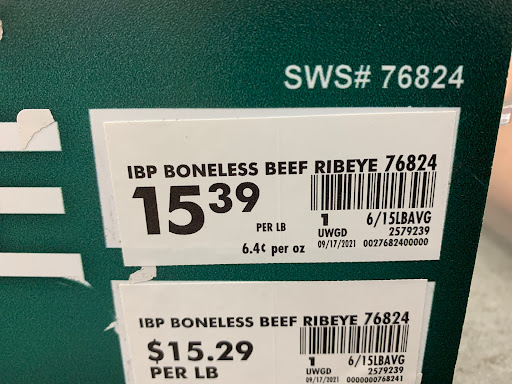 SWS# 76824
IBP BONELESS BEEF RIBEYE 76824
15 39
PER LB
6.4¢ per oz
1 6/15LBAVG
UWGD 2579239
09/17/2021 0027682400000
IBP BONELESS BEEF RIBEYE 76824
$15.29
PER LB
1 6/15LBAVG
UWGD 2579239
09/17/2021 0000000768241